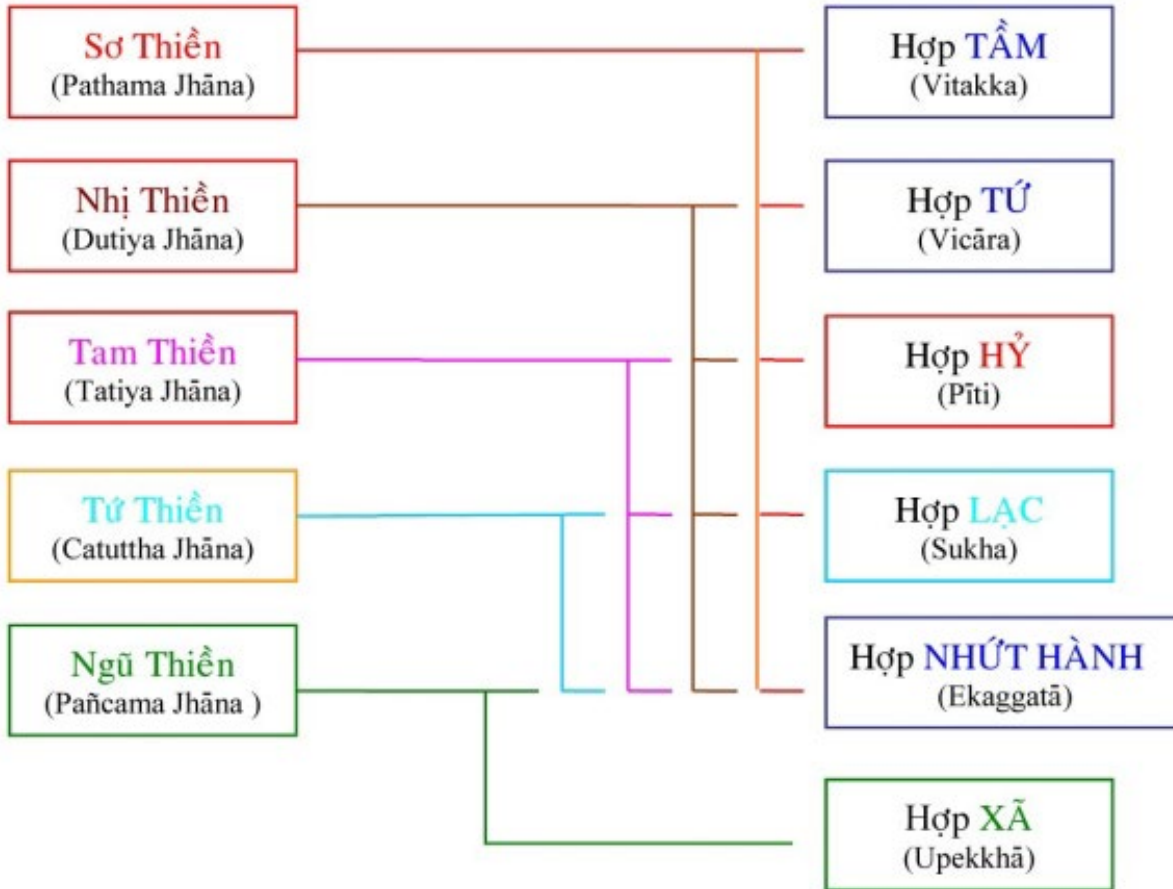 Sơ Thiền
(Pathama Jhāna)
Hợp TẦM
(Vitakka)
Nhị Thiền
(Dutiya Jhāna)
Hợp TỨ
(Vicāra)
Tam Thiền
(Tatiya Jhāna)
Hợp HỶ
(Pīti)
Tứ Thiền
(Catuttha Jhāna)
Hợp LẠC
(Sukha)
Ngũ Thiền
(Pañcama Jhāna )
Hợp NHỨT HÀNH
(Ekaggatā)
Hợp XÃ
(Upekkhā)